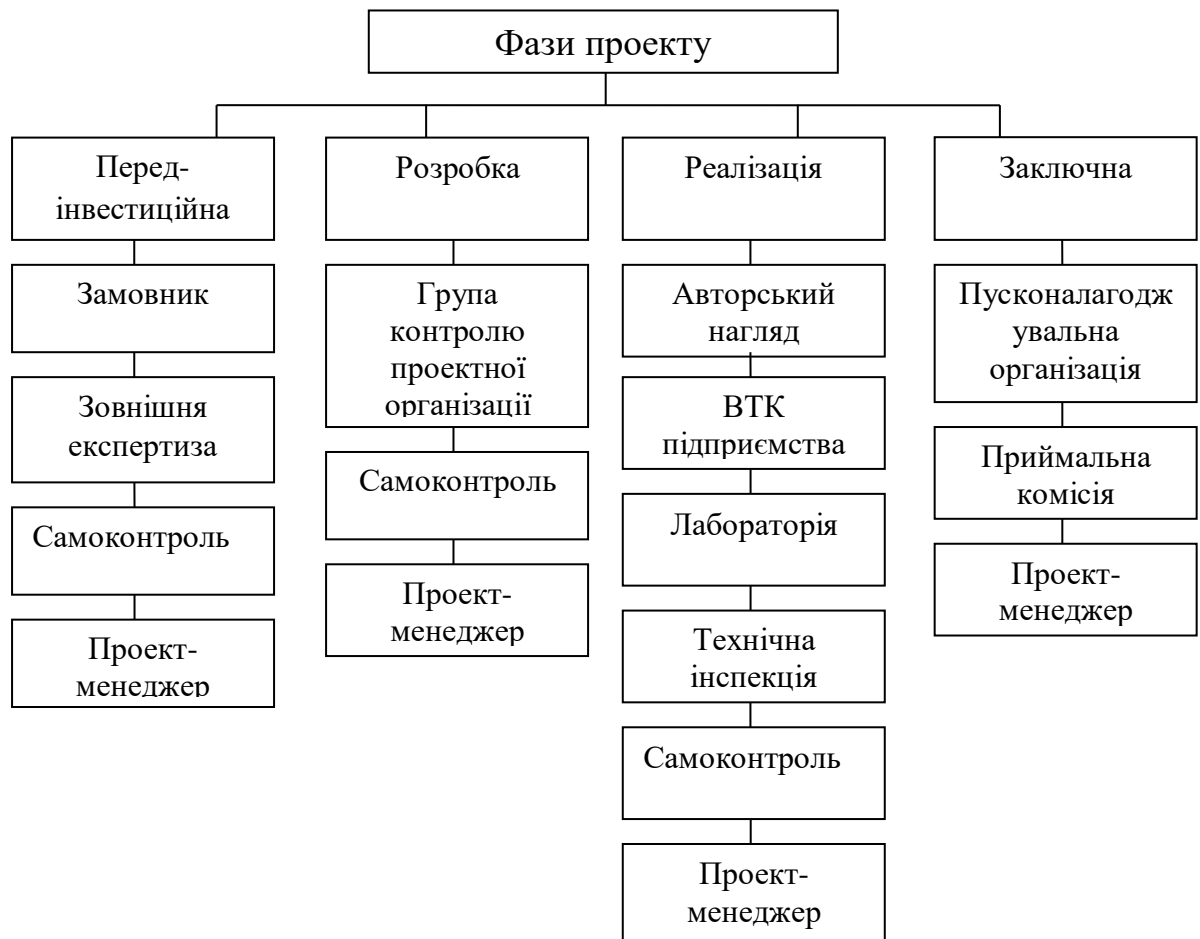 Фази проекту
Перед-
інвестиційна
Замовник
Зовнішня
експертиза
Самоконтроль
Проект-
менеджер
Розробка
Група
контролю
проектної
організації
Самоконтроль
Проект-
менеджер
Реалізація
Авторський
нагляд
ВТК
підприємства
Лабораторія
Технічна
інспекція
Самоконтроль
Проект-
менеджер
Заключна
Пусконалагодж
увальна
організація
Приймальна
комісія
Проект-
менеджер